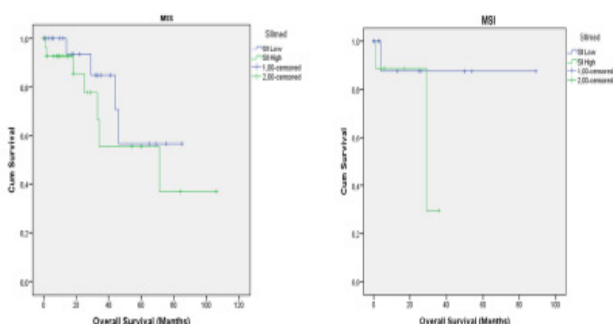 MSS
SIImed
SII Low
SII High
1,00-censored
2,00-censored
Cum Survival
1,0
0,8
0,6
0,4
0,2
0,0
0 20 40 60 80 100 120
Overall Survival (Months)
MSI
SIImed
SII Low
SII High
1,00-censored
2,00-censored
Cum Survival
1,0
0,8
0,6
0,4
0,2
0,0
0 20 40 60 80 100
Overall Survival (Months)